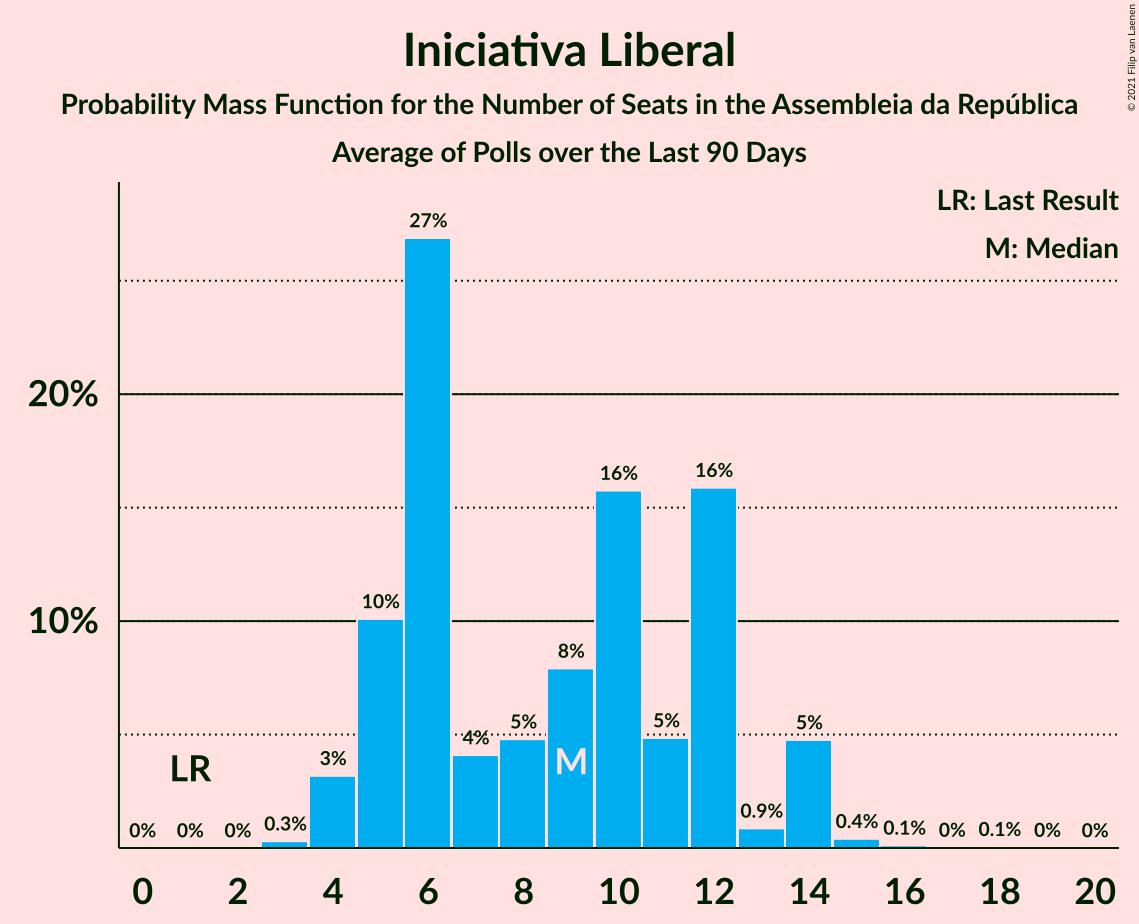 Iniciativa Liberal
Probability Mass Function for the Number of Seats in the Assembleia da República
Average of Polls over the Last 90 Days
© 2021 Filip van Laenen
LR: Last Result
M: Median
27%
20%
16%
16%
10%
10%
8%
5%
5%
5%
4%
3%
M
LR
0%
0%
0%
0.3%
0.9%
0.4%
0.1%
0%
0.1%
0%
0%
0 2 4 6 8 10 12 14 16 18 20